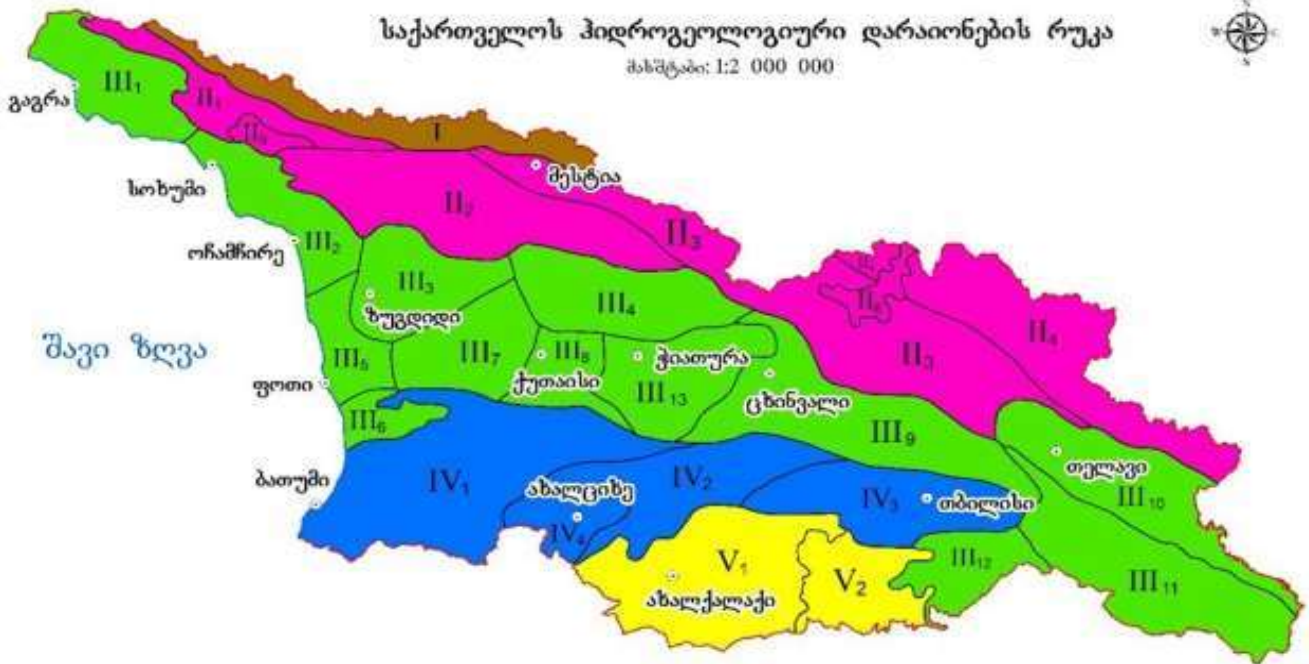 საქართველოს ჰიდროგეოლოგიური დარაიონების რუკა
მასშტაბი: 1:2 000 000
III₁
გაგრა
II₁
I
მესტია
სოხუმი
II₂
II₃
ოჩამჩირე
III₂
III₃
III₄
ზუგდიდი
შავი ზღვა
II₃
II₄
III₅
III₇
III₈
ჭიათურა
ფოთი
ქუთაისი
III₁₃
ცხინვალი
III₆
III₉
თელავი
ბათუმი
IV₁
ახალციხე
IV₂
IV₃
თბილისი
III₁₀
IV₄
V₁
V₂
III₁₂
III₁₁
ახალქალაქი